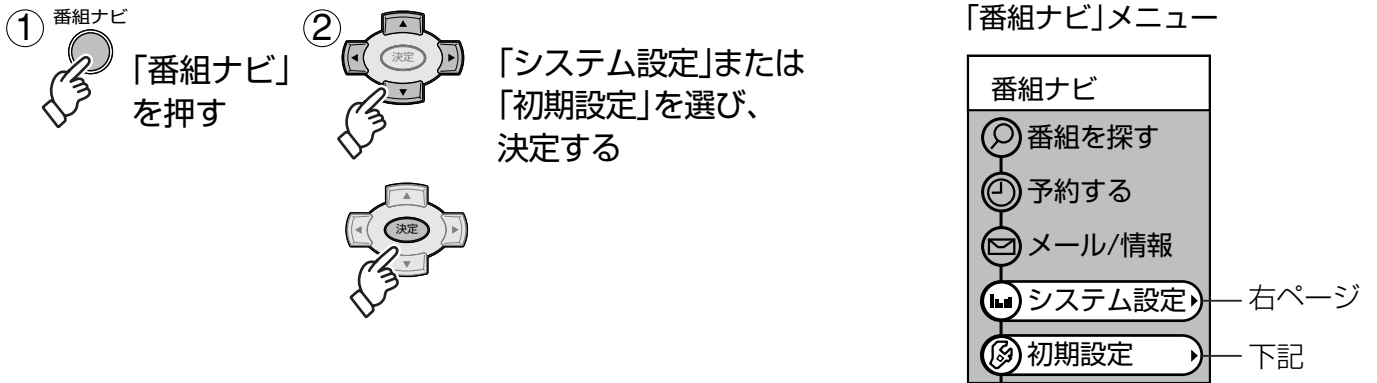 ① 番組ナビ
「番組ナビ」
を押す
②
決定
「システム設定」または
「初期設定」を選び、
決定する
決定
「番組ナビ」メニュー
番組ナビ
番組を探す
予約する
メール/情報
システム設定 右ページ
初期設定 下記